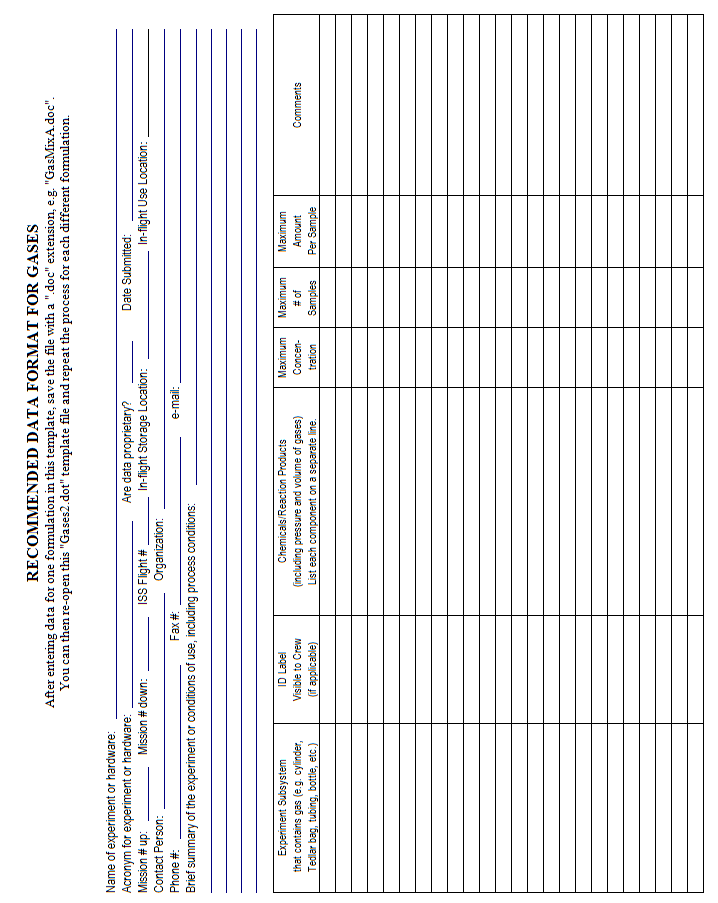 RECOMMENDED DATA FORMAT FOR GASES
After entering data for one formulation in this template, save the file with a ".doc" extension, e.g. "GasMixA.doc".
You can then re-open this "Gases2.dot" template file and repeat the process for each different formulation.
Name of experiment or hardware:
Acronym for experiment or hardware: Are data proprietary? Date Submitted:
Mission # up: Mission # down: ISS Flight # In-flight Storage Location: In-flight Use Location:
Contact Person: Organization:
Phone #: Fax #: e-mail:
Brief summary of the experiment or conditions of use, including process conditions:
Experiment Subsystem
that contains gas (e.g. cylinder,
Tedlar bag, tubing, bottle, etc.)
ID Label
Visible to Crew
(if applicable)
Chemicals/Reaction Products
(including pressure and volume of gases)
List each component on a separate line.
Maximum
Concen-
tration
Maximum
# of
Samples
Maximum
Amount
Per Sample
Comments